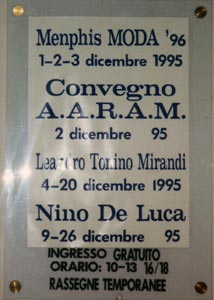 Menphis MODA '96
1-2-3 dicembre 1995
Convegno
A.A.R.A.M.
2 dicembre 95
Leandro Tonino Mirandi
4-20 dicembre 1995
Nino De Luca
9-26 dicembre 95
INGRESSO GRATUITO
ORARIO: 10-13 16/18
RASSEGNE TEMPORANEE